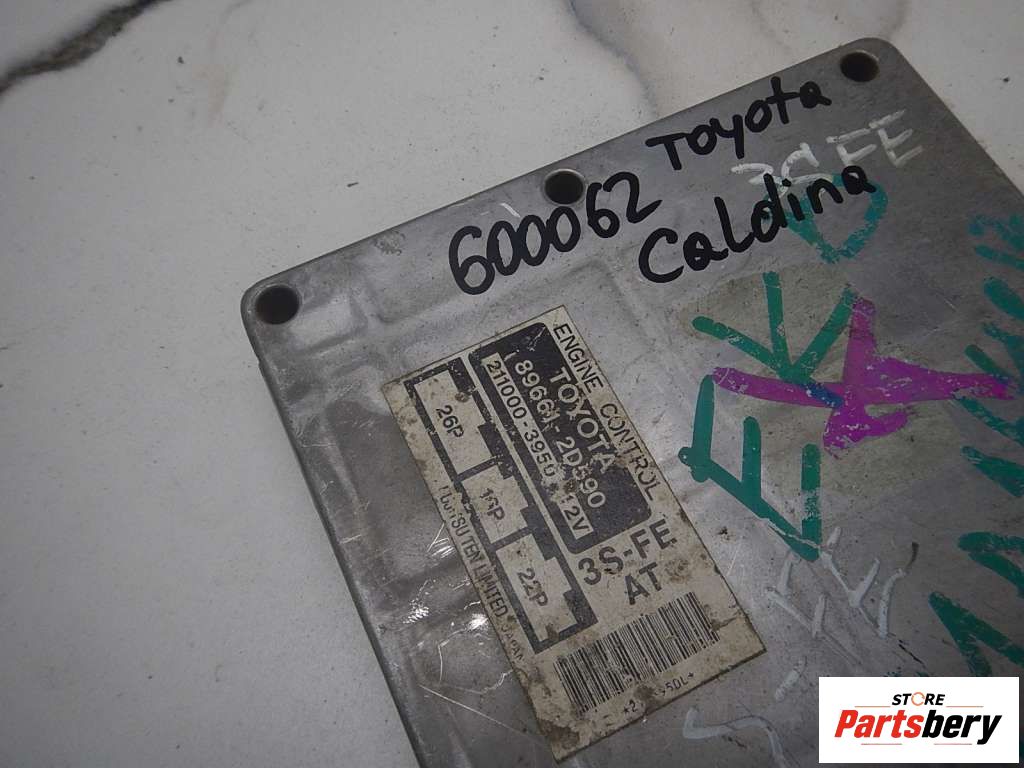 Toyota
3S FE
600062
Caldina
ENGINE CONTROL
TOYOTA
89661-2D590
211000-3950 12V
26P
16P
22P
3S-FE
AT
FUJITSU TEN LIMITED JAPAN
STORE
Partsbery